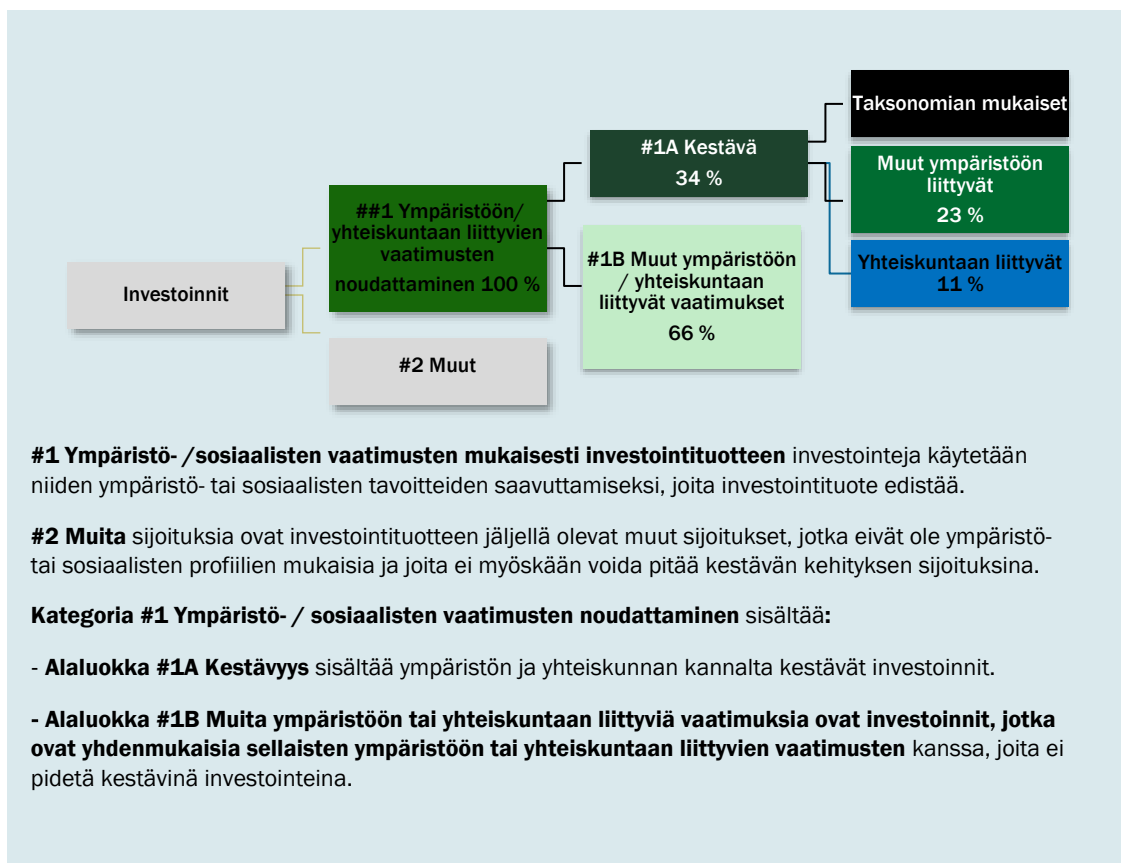 Investoinnit
##1 Ympäristöön/
yhteiskuntaan liittyvien
vaatimusten
noudattaminen 100 %
#2 Muut
#1A Kestävä
34 %
#1B Muut ympäristöön
/ yhteiskuntaan
liittyvät vaatimukset
66 %
Taksonomian mukaiset
Muut ympäristöön
liittyvät
23 %
Yhteiskuntaan liittyvät
11 %
#1 Ympäristö- /sosiaalisten vaatimusten mukaisesti investointituotteen investointeja käytetään
niiden ympäristö- tai sosiaalisten tavoitteiden saavuttamiseksi, joita investointituote edistää.
#2 Muita sijoituksia ovat investointituotteen jäljellä olevat muut sijoitukset, jotka eivät ole ympäristö-
tai sosiaalisten profiilien mukaisia ja joita ei myöskään voida pitää kestävän kehityksen sijoituksina.
Kategoria #1 Ympäristö- / sosiaalisten vaatimusten noudattaminen sisältää:
- Alaluokka #1A Kestävyys sisältää ympäristön ja yhteiskunnan kannalta kestävät investoinnit.
- Alaluokka #1B Muita ympäristöön tai yhteiskuntaan liittyviä vaatimuksia ovat investoinnit, jotka
ovat yhdenmukaisia sellaisten ympäristöön tai yhteiskuntaan liittyvien vaatimusten kanssa, joita ei
pidetä kestävinä investointeina.